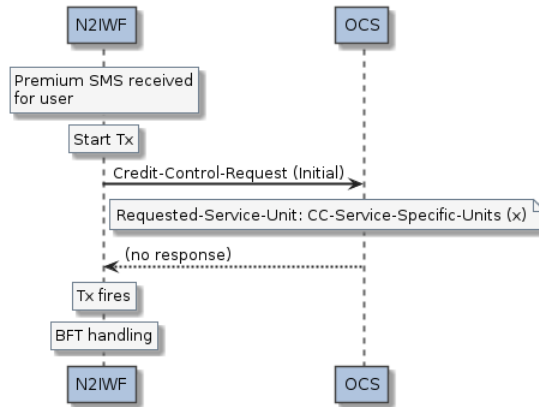 N2IWF
OCS
Premium SMS received
for user
Start Tx
Credit-Control-Request (Initial)
Requested-Service-Unit: CC-Service-Specific-Units (x)
(no response)
Tx fires
BFT handling
N2IWF
OCS